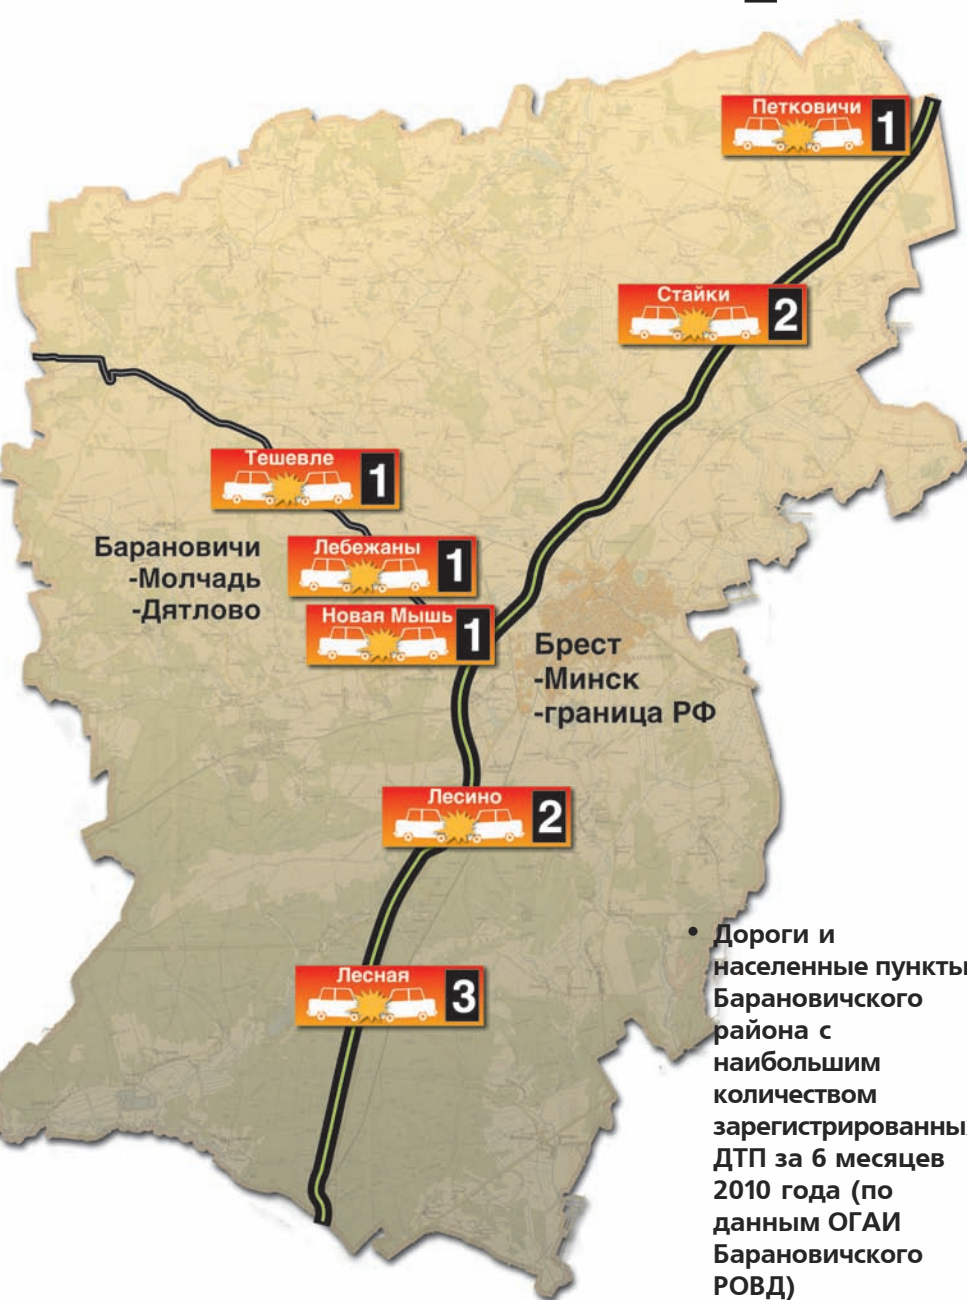 Петковичи
1
Стайки
2
Тешевле
1
Барановичи
-Молчадь
-Дятлово
Лебежаны
1
Новая Мышь
1
Брест
-Минск
-граница РФ
Лесино
2
Лесная
3
• Дороги и
населенные пункты
Барановичского
района с
наибольшим
количеством
зарегистрированны
ДТП за 6 месяцев
2010 года (по
данным ОГАИ
Барановичского
РОВД)